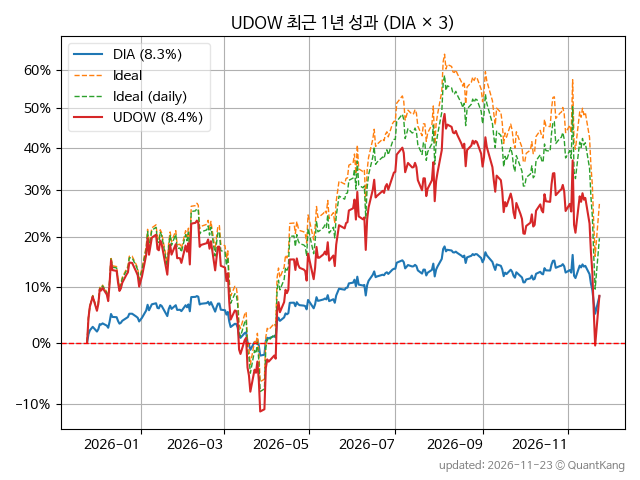 UDOW 최근 1년 성과 (DIA × 3)
DIA (8.3%)
Ideal
Ideal (daily)
UDOW (8.4%)
60%
50%
40%
30%
20%
10%
0%
−10%
2026-01
2026-03
2026-05
2026-07
2026-09
2026-11
updated: 2026-11-23 © QuantKang